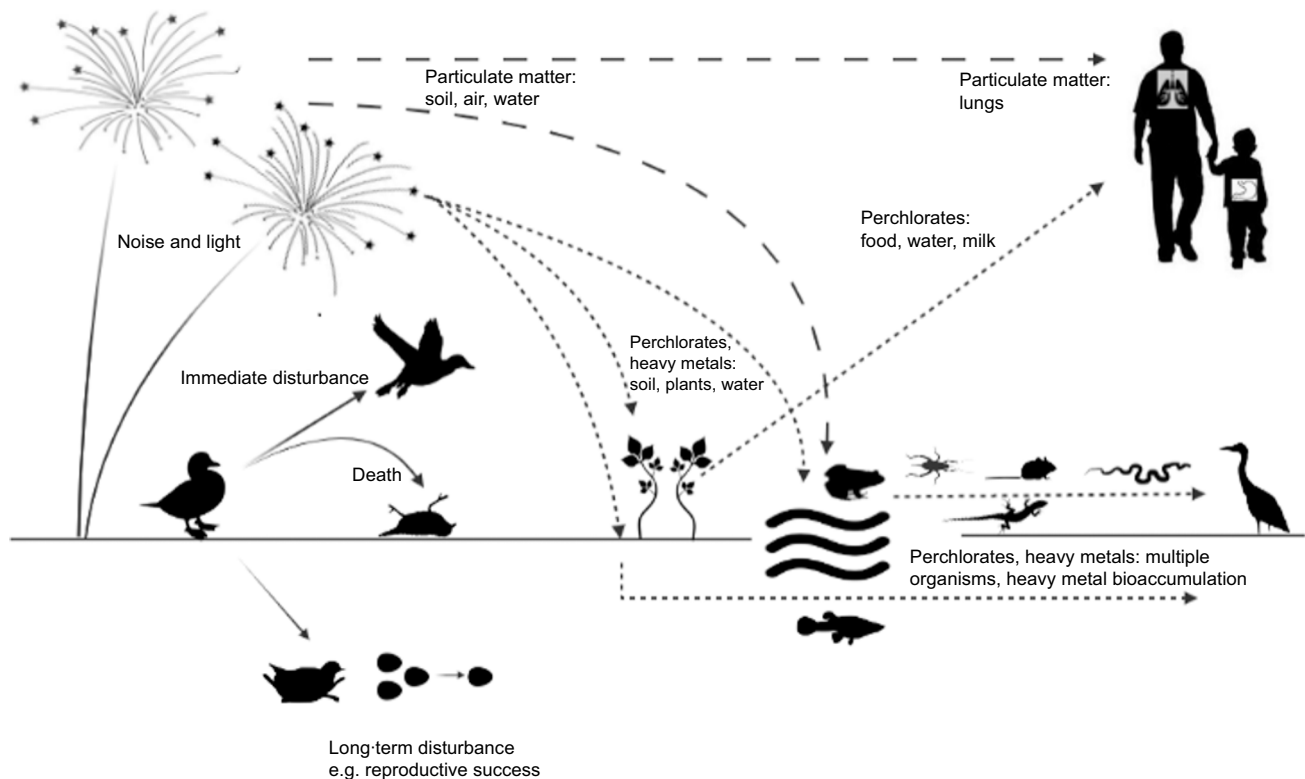 Particulate matter:
soil, air, water
Particulate matter:
lungs
Noise and light
Perchlorates:
food, water, milk
Perchlorates,
heavy metals:
soil, plants, water
Immediate disturbance
Death
Perchlorates, heavy metals: multiple
organisms, heavy metal bioaccumulation
Long·term disturbance
e.g. reproductive success